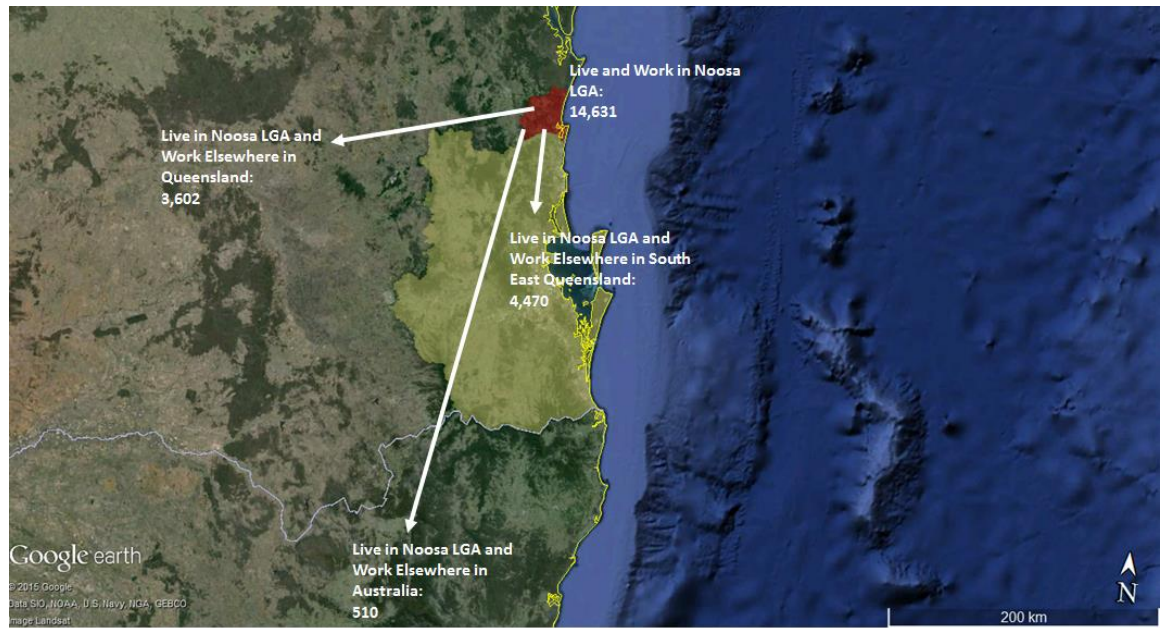 Live and Work in Noosa
LGA:
14,631
Live in Noosa LGA and
Work Elsewhere in
Queensland:
3,602
Live in Noosa LGA and
Work Elsewhere in South
East Queensland:
4,470
Live in Noosa LGA and
Work Elsewhere in
Australia:
510
Google earth
© 2015 Google
Data SIO, NOAA, U.S. Navy, NGA, GEBCO
Image Landsat
N
200 km